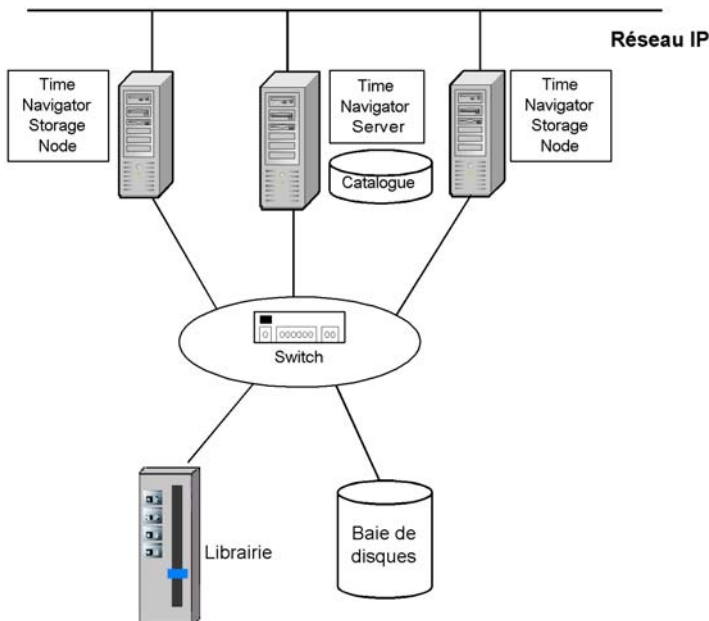 Réseau IP
Time
Navigator
Storage
Node
Time
Navigator
Server
Catalogue
Time
Navigator
Storage
Node
0 000000 00
Switch
Librairie
Baie de
disques